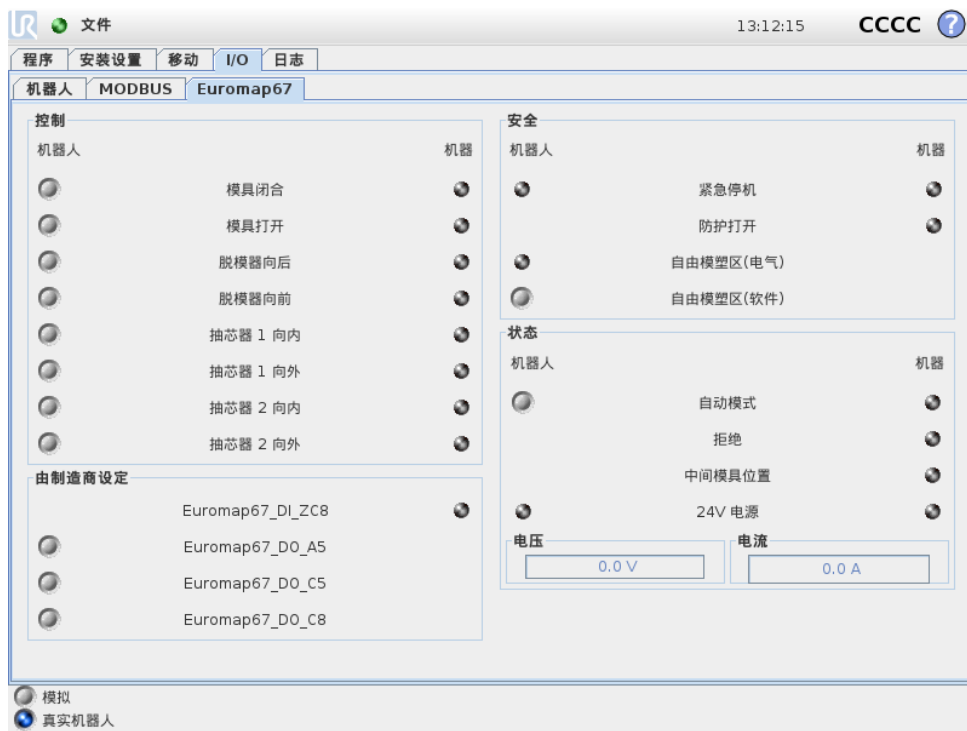 UR 文件 13:12:15 CCCC ?
程序 安装设置 移动 I/O 日志
机器人 MODBUS Euromap67
控制
机器人 机器
模具闭合
模具打开
脱模器向后
脱模器向前
抽芯器 1 向内
抽芯器 1 向外
抽芯器 2 向内
抽芯器 2 向外
由制造商设定
Euromap67_DI_ZC8
Euromap67_DO_A5
Euromap67_DO_C5
Euromap67_DO_C8
安全
机器人 机器
紧急停机
防护打开
自由模塑区(电气)
自由模塑区(软件)
状态
机器人 机器
自动模式
拒绝
中间模具位置
24V 电源
电压 电流
0.0 V 0.0 A
模拟
真实机器人